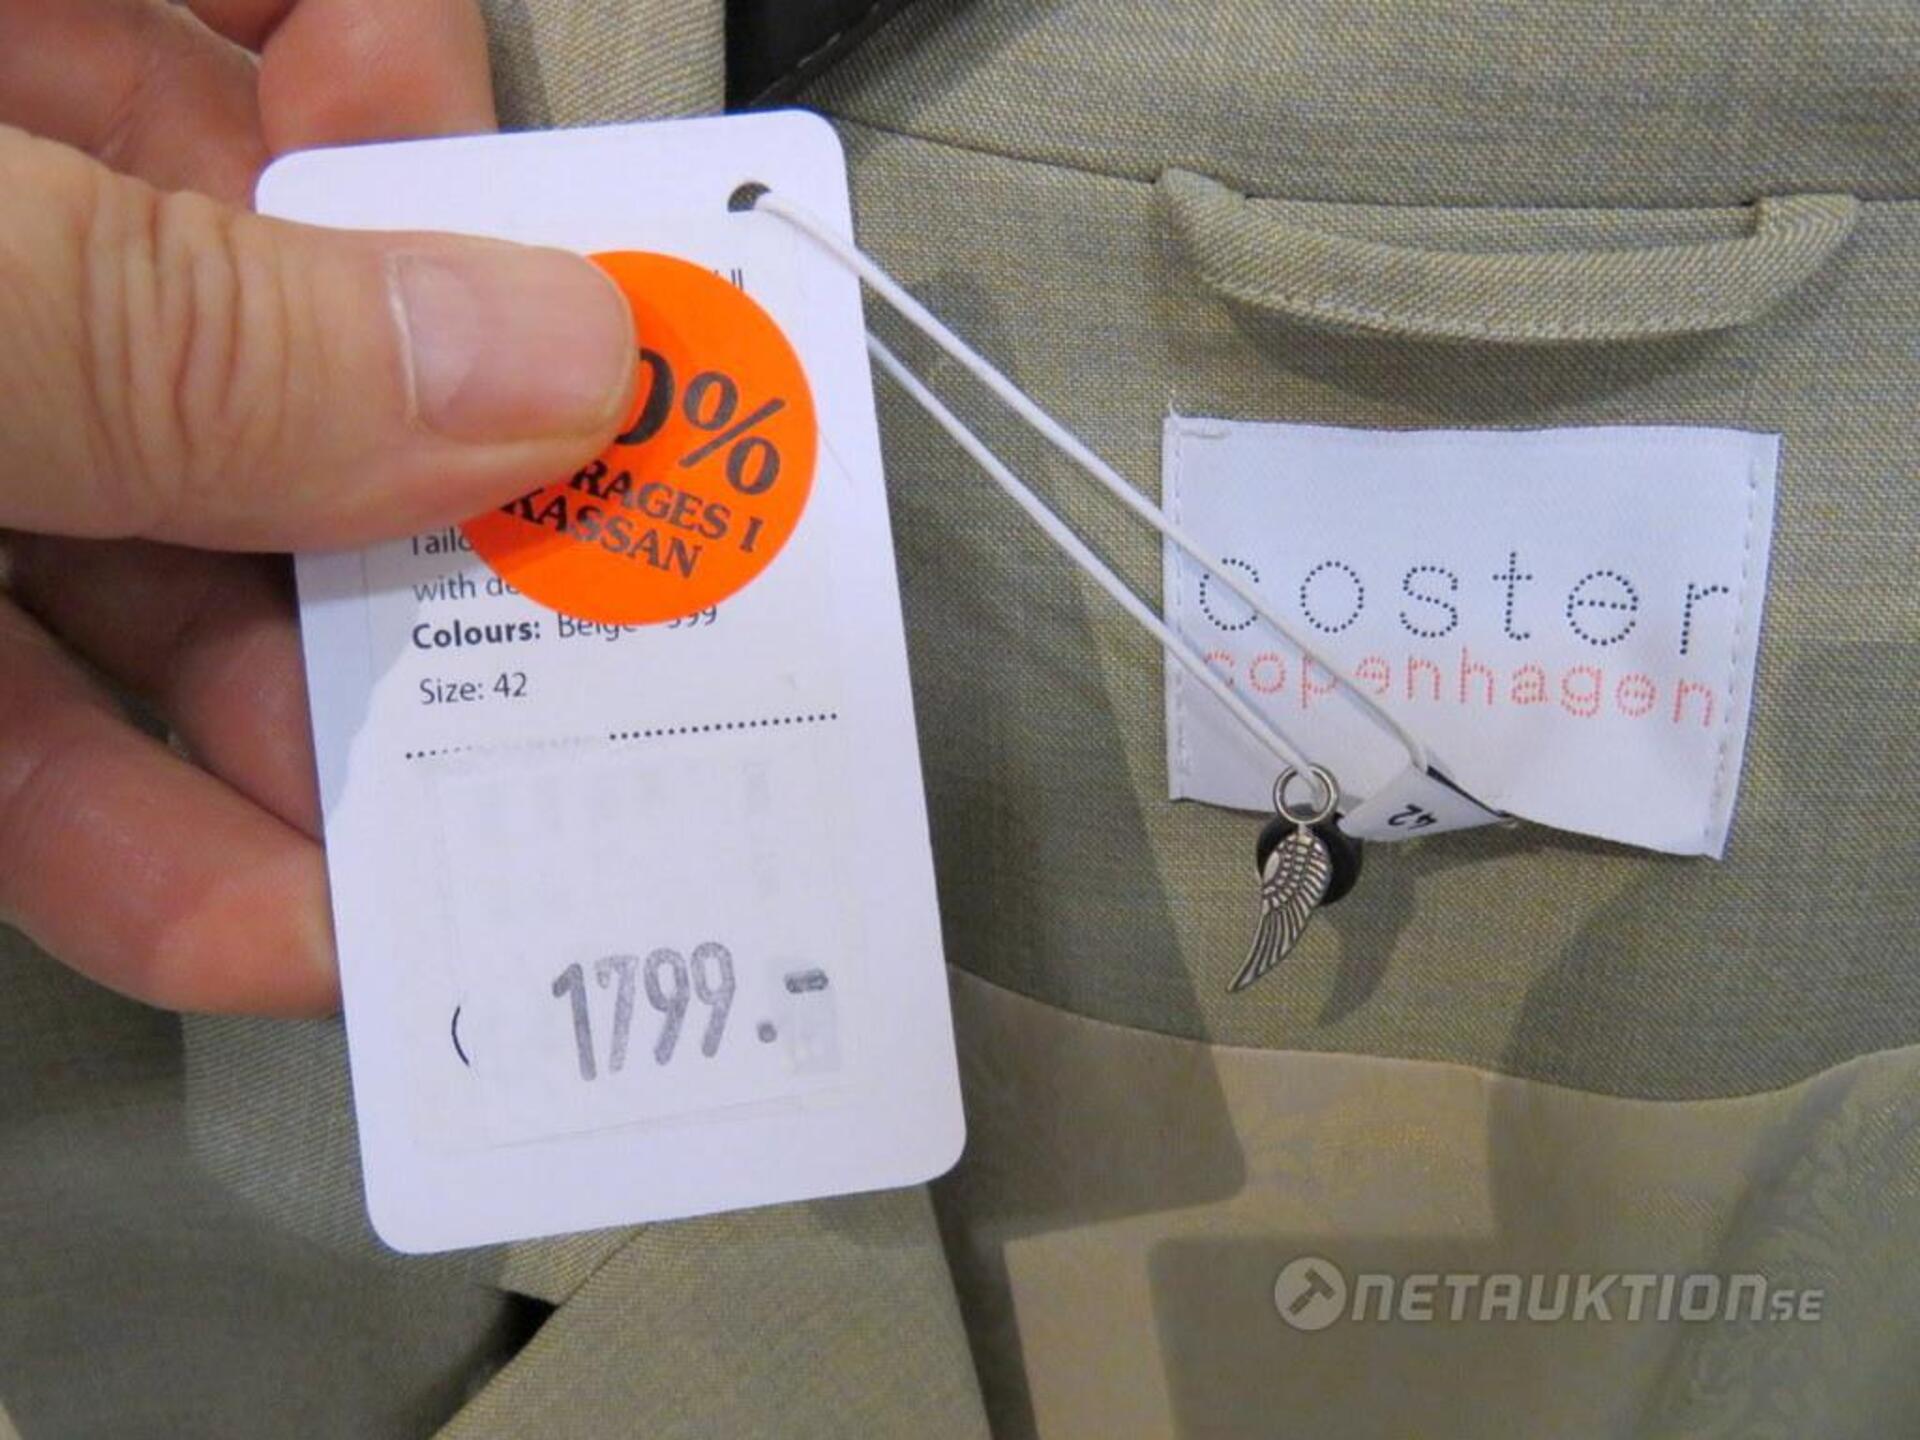 0%
RAGES I
KASSAN
with de
Colours: Beige
Size: 42
1799.-
coster
copenhagen
42
NETAUKTION.SE